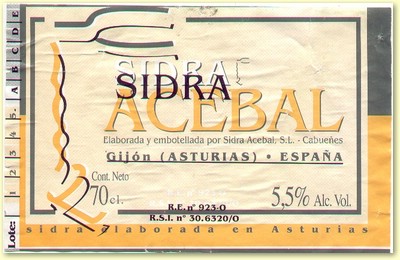 A B C D E
SIDRA
SIDRA
ACEBAL
Elaborada y embotellada por Sidra Acebal, S.L. - Cabueñes
Gijón (ASTURIAS) • ESPAÑA
Cont. Neto
70 cl.
5,5% Alc. Vol.
R.E. nº 923-O
R.S.I. nº 30.6320/O
sidra elaborada en Asturias
Lote: 1 2 3 4 5